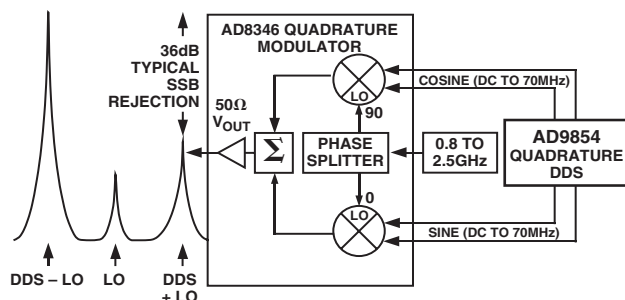 AD8346 QUADRATURE
MODULATOR
36dB
TYPICAL
SSB
REJECTION
50Ω
VOUT
Σ
LO
90
PHASE
SPLITTER
0
LO
COSINE (DC TO 70MHz)
0.8 TO
2.5GHz
AD9854
QUADRATURE
DDS
SINE (DC TO 70MHz)
DDS – LO
LO
DDS
+ LO